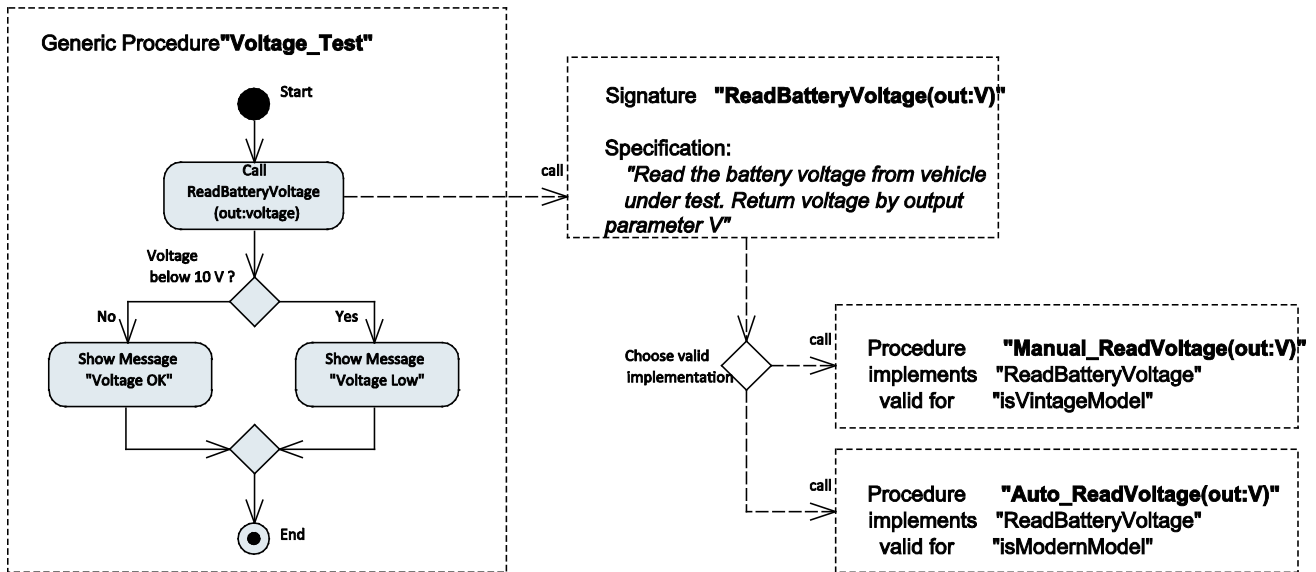 Generic Procedure"Voltage_Test"
Start
Call
ReadBatteryVoltage
(out:voltage)
Voltage
below 10 V ?
No
Yes
Show Message
"Voltage OK"
Show Message
"Voltage Low"
End
call
Signature "ReadBatteryVoltage(out:V)"
Specification:
"Read the battery voltage from vehicle
under test. Return voltage by output
parameter V"
Choose valid
implementation
call
Procedure "Manual_ReadVoltage(out:V)"
implements "ReadBatteryVoltage"
valid for "isVintageModel"
call
Procedure "Auto_ReadVoltage(out:V)"
implements "ReadBatteryVoltage"
valid for "isModernModel"